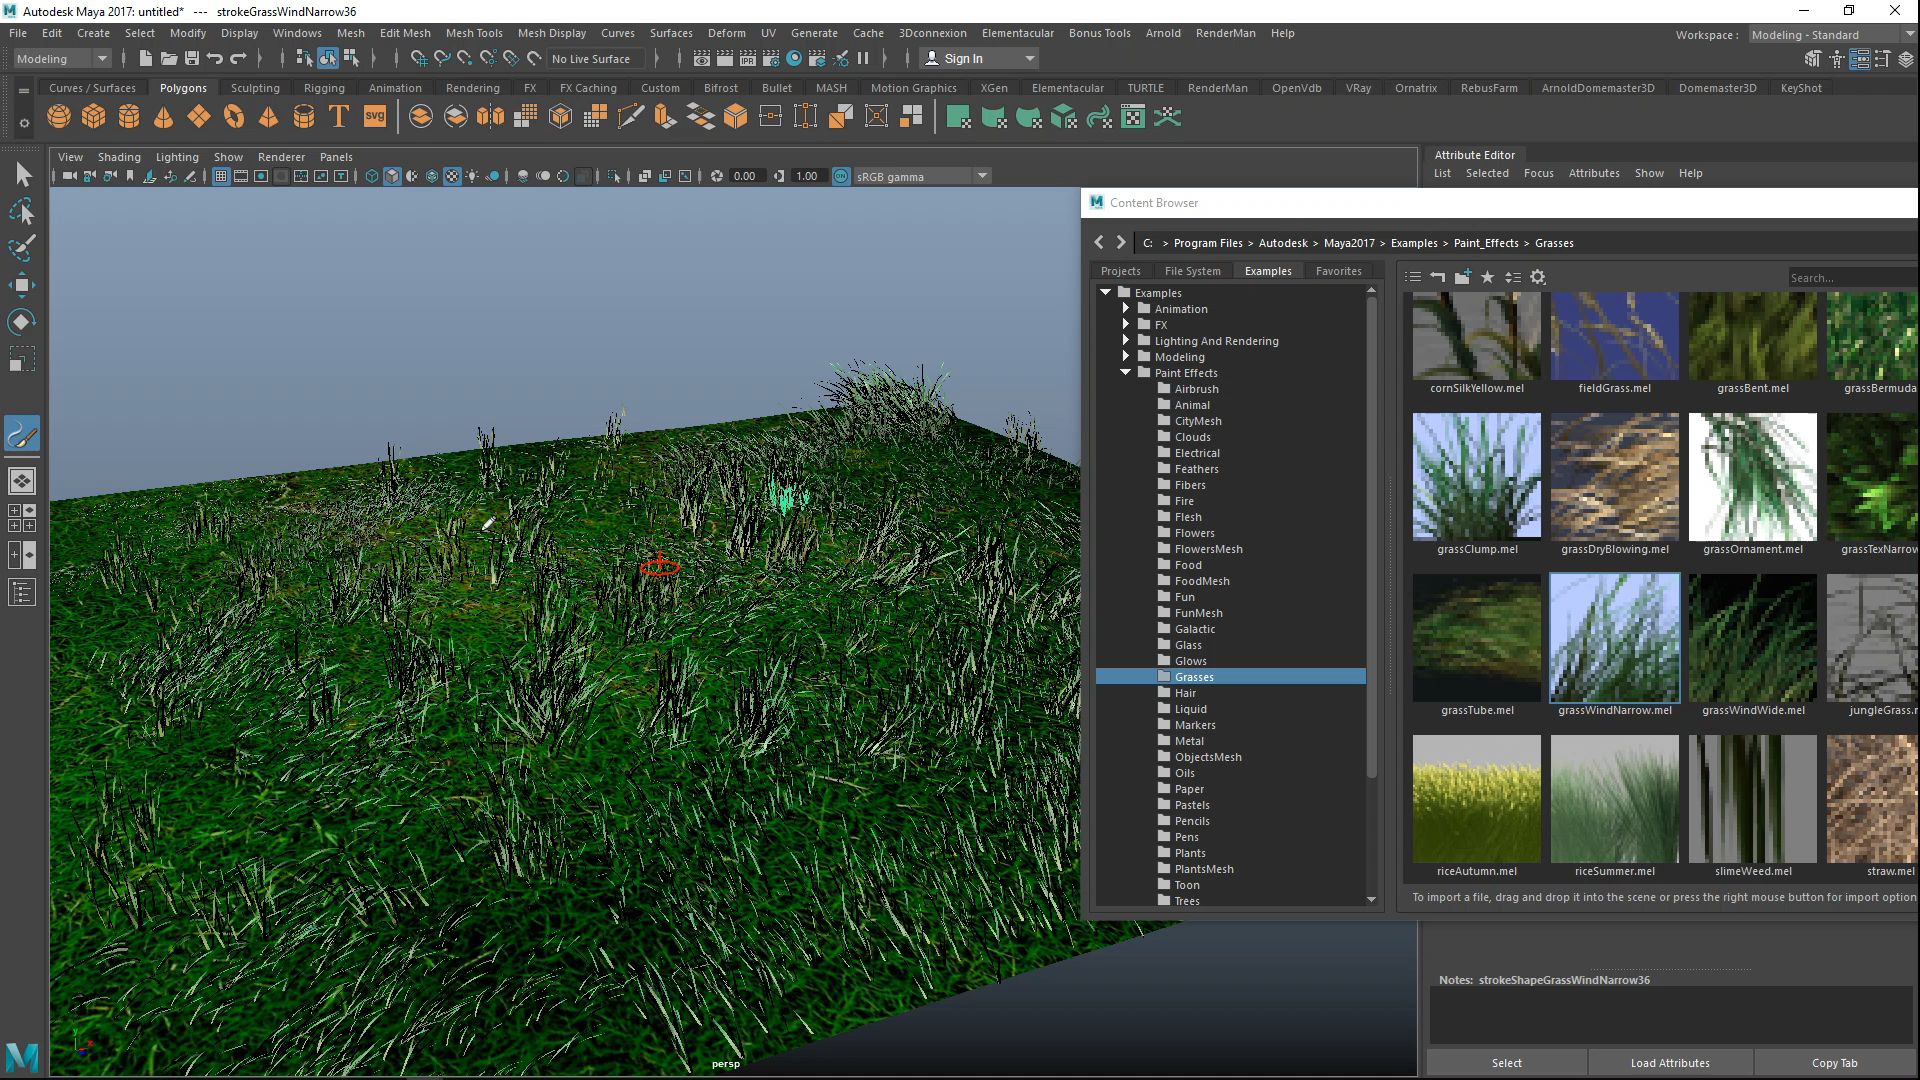 Autodesk Maya 2017: untitled*   ---   strokeGrassWindNarrow36
File Edit Create Select Modify Display Windows Mesh Edit Mesh Mesh Tools Mesh Display Curves Surfaces Deform UV Generate Cache 3Dconnexion Elementacular Bonus Tools Arnold RenderMan Help
Workspace : Modeling - Standard
Modeling No Live Surface Sign In
Curves / Surfaces Polygons Sculpting Rigging Animation Rendering FX FX Caching Custom Bifrost Bullet MASH Motion Graphics XGen Elementacular TURTLE RenderMan OpenVdb VRay Ornatrix RebusFarm ArnoldDomemaster3D Domemaster3D KeyShot
T SVG
View Shading Lighting Show Renderer Panels
0.00 1.00 ON sRGB gamma
Attribute Editor
List Selected Focus Attributes Show Help
Content Browser
C: > Program Files > Autodesk > Maya2017 > Examples > Paint_Effects > Grasses
Projects File System Examples Favorites
Search...
Examples
Animation
FX
Lighting And Rendering
Modeling
Paint Effects
Airbrush
Animal
CityMesh
Clouds
Electrical
Feathers
Fibers
Fire
Flesh
Flowers
FlowersMesh
Food
FoodMesh
Fun
FunMesh
Galactic
Glass
Glows
Grasses
Hair
Liquid
Markers
Metal
ObjectsMesh
Oils
Paper
Pastels
Pencils
Pens
Plants
PlantsMesh
Toon
Trees
cornSilkYellow.mel fieldGrass.mel grassBent.mel grassBermuda
grassClump.mel grassDryBlowing.mel grassOrnament.mel grassTexNarrow
grassTube.mel grassWindNarrow.mel grassWindWide.mel jungleGrass.m
riceAutumn.mel riceSummer.mel slimeWeed.mel straw.mel
To import a file, drag and drop it into the scene or press the right mouse button for import option
Notes: strokeShapeGrassWindNarrow36
Select Load Attributes Copy Tab
persp